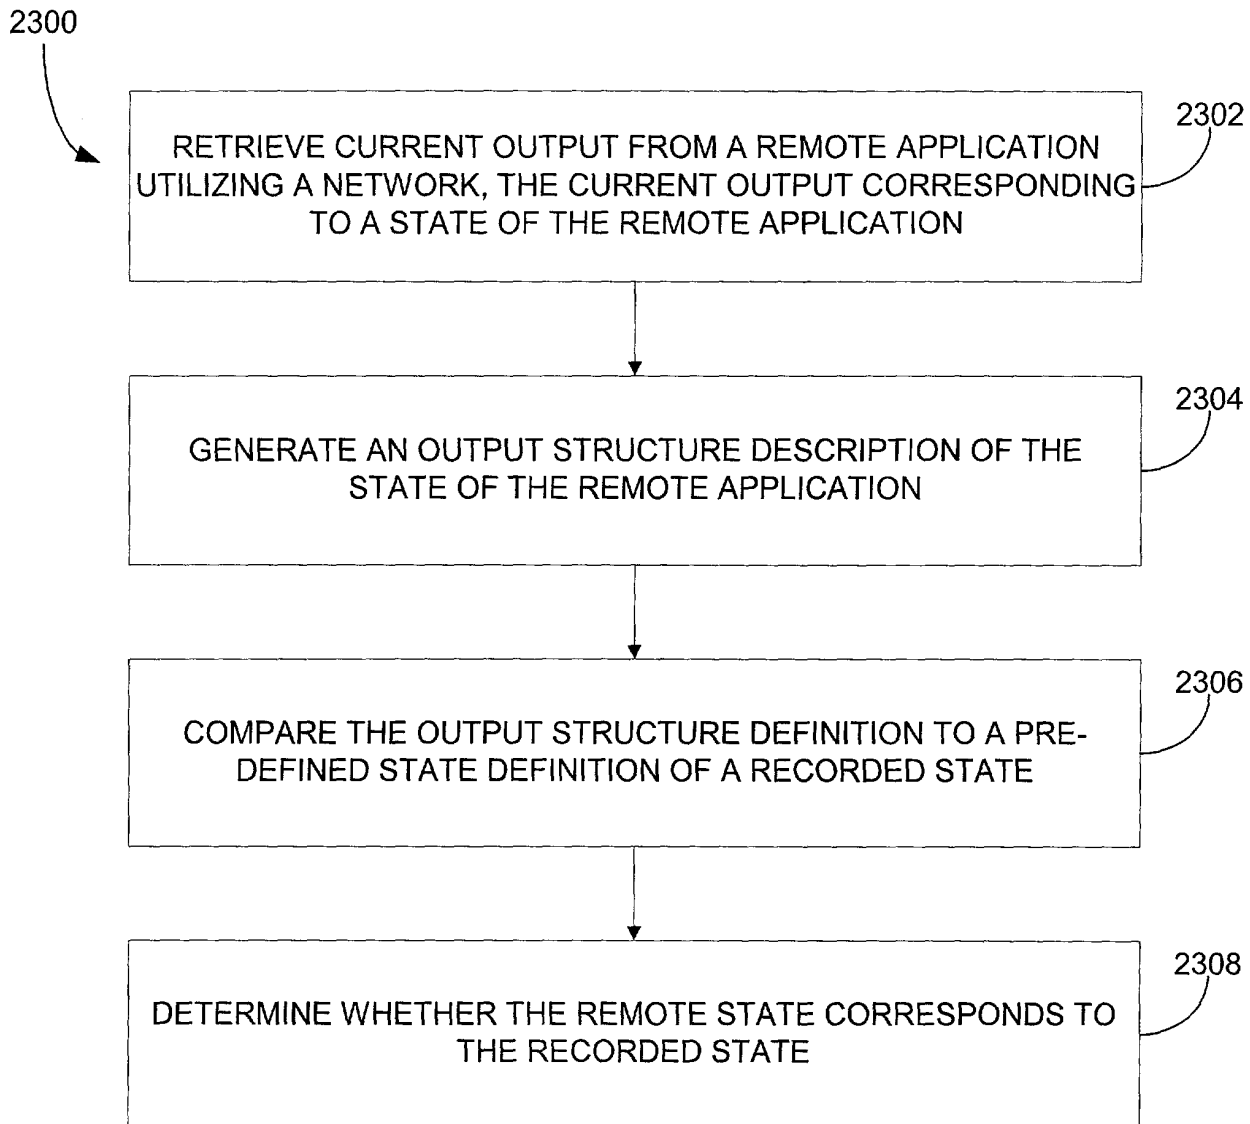 2300
2302
RETRIEVE CURRENT OUTPUT FROM A REMOTE APPLICATION
UTILIZING A NETWORK, THE CURRENT OUTPUT CORRESPONDING
TO A STATE OF THE REMOTE APPLICATION
2304
GENERATE AN OUTPUT STRUCTURE DESCRIPTION OF THE
STATE OF THE REMOTE APPLICATION
2306
COMPARE THE OUTPUT STRUCTURE DEFINITION TO A PRE-
DEFINED STATE DEFINITION OF A RECORDED STATE
2308
DETERMINE WHETHER THE REMOTE STATE CORRESPONDS TO
THE RECORDED STATE